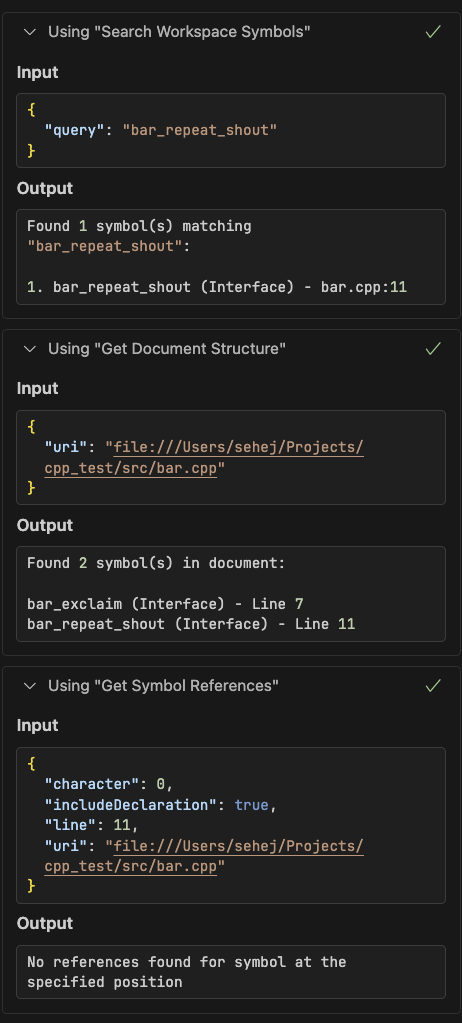 Using "Search Workspace Symbols"
Input
{
"query": "bar_repeat_shout"
}
Output
Found 1 symbol(s) matching
"bar_repeat_shout":
1. bar_repeat_shout (Interface) - bar.cpp:11
Using "Get Document Structure"
Input
{
"uri": "file:///Users/sehej/Projects/
cpp_test/src/bar.cpp"
}
Output
Found 2 symbol(s) in document:
bar_exclaim (Interface) - Line 7
bar_repeat_shout (Interface) - Line 11
Using "Get Symbol References"
Input
{
"character": 0,
"includeDeclaration": true,
"line": 11,
"uri": "file:///Users/sehej/Projects/
cpp_test/src/bar.cpp"
}
Output
No references found for symbol at the
specified position